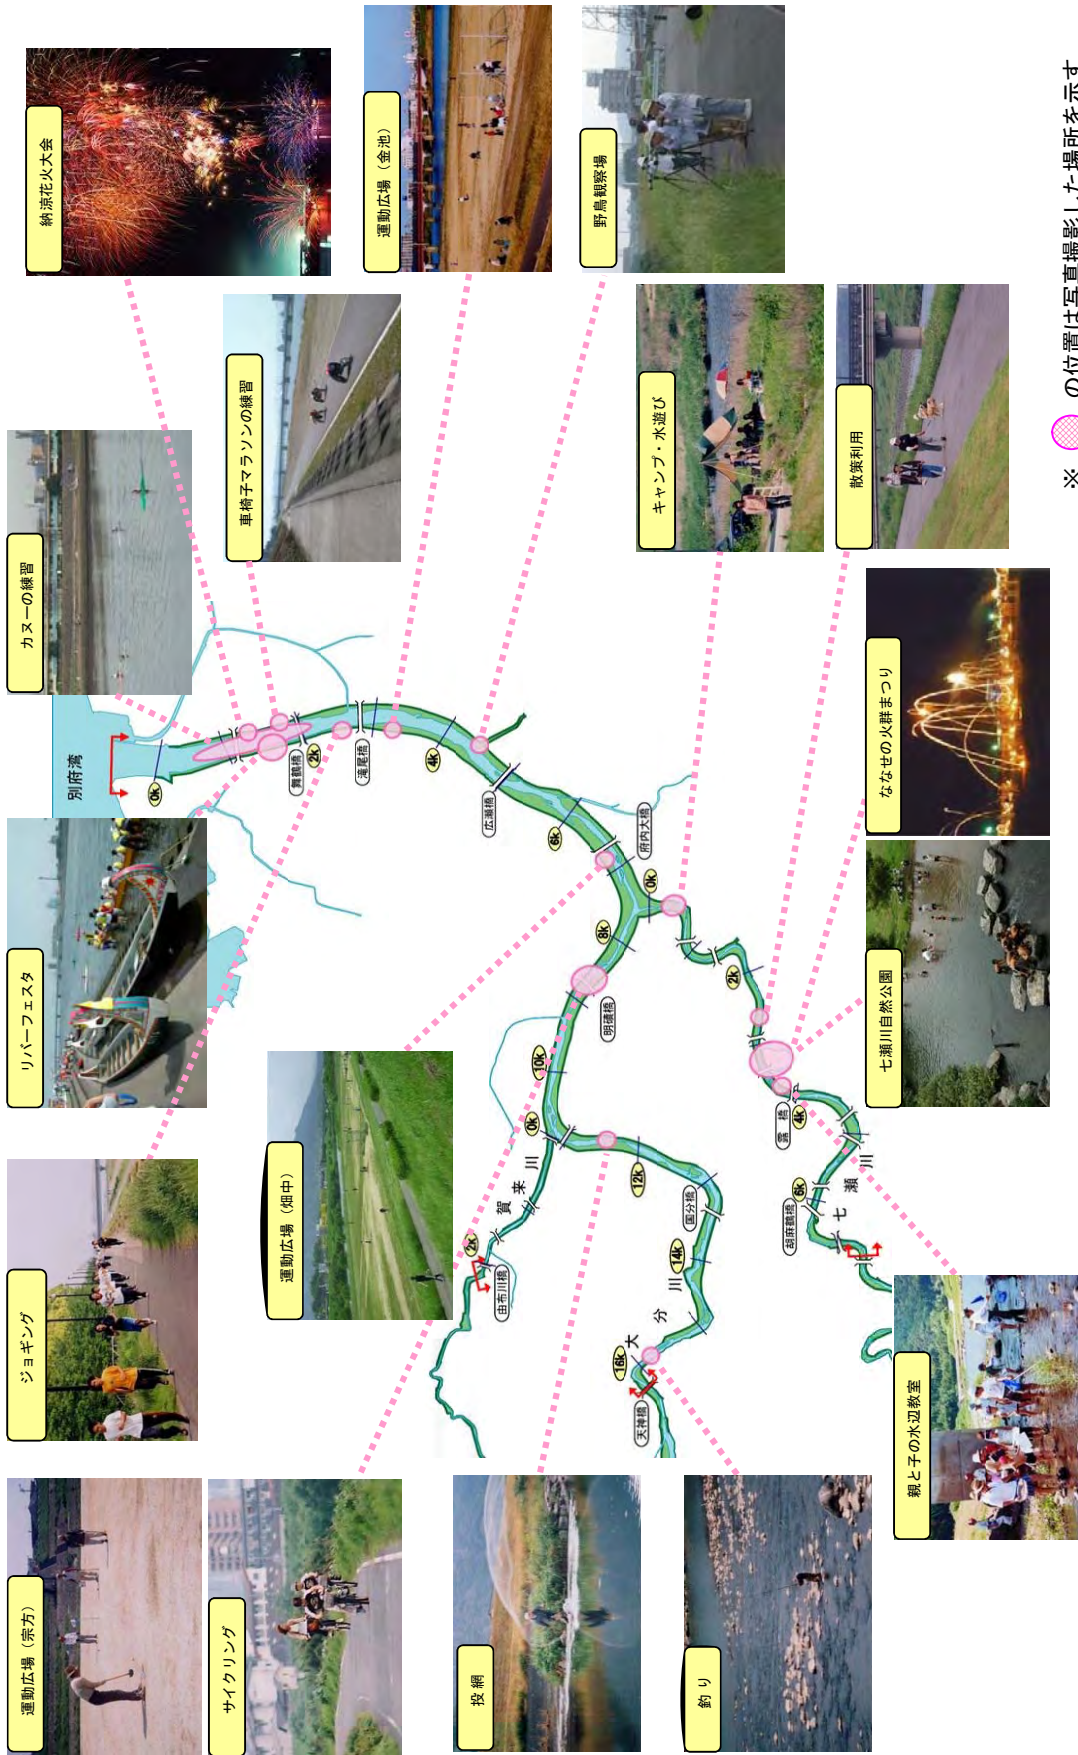 運動広場（宗方）
ジョギング
リバーフェスタ
カヌーの練習
納涼花火大会
サイクリング
運動広場（畑中）
車椅子マラソンの練習
運動広場（金池）
野鳥観察場
投網
釣り
キャンプ・水遊び
散策利用
ななせの火群まつり
七瀬川自然公園
親と子の水辺教室
別府湾
0k
舞鶴橋
2k
滝尾橋
4k
広瀬橋
6k
府内大橋
8k
明磧橋
10k
0k
賀来川
2k
由布川橋
12k
国分橋
14k
大分川
16k
天神橋
0k
2k
露橋
4k
6k
胡麻鶴橋
七瀬川
※ の位置は写真撮影した場所を示す